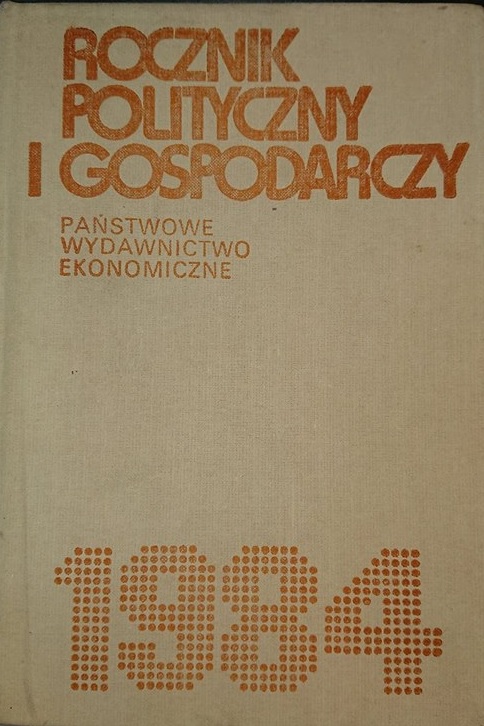 ROCZNIK
POLITYCZNY
I GOSPODARCZY
PAŃSTWOWE
WYDAWNICTWO
EKONOMICZNE
1984